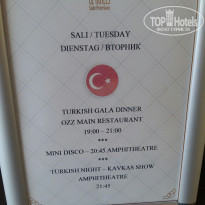 TOP HOTELS
SALI / TUESDAY
DIENSTAG / ВТОРНИК
TURKISH GALA DINNER
OZZ MAIN RESTAURANT
19:00 – 21:00
***
MINI DISCO – 20:45 AMPHITHEATRE
***
TURKISH NIGHT – KAVKAS SHOW
AMPHITHEATRE
21:45